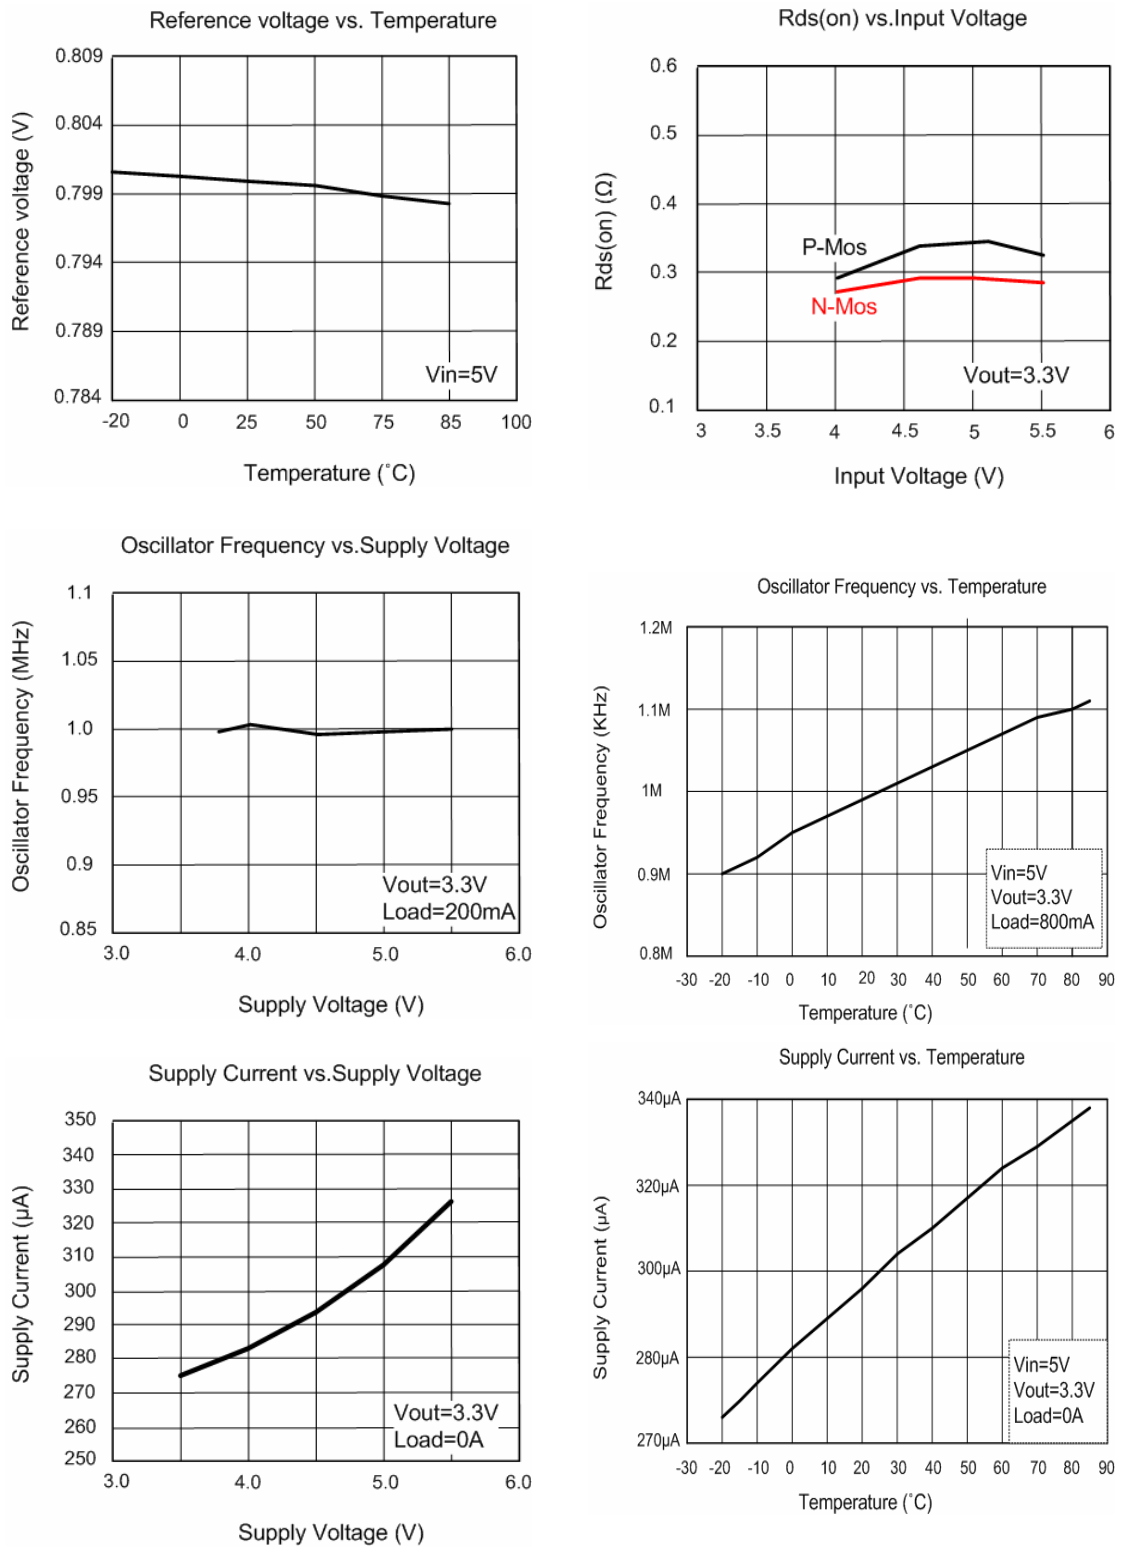 Reference voltage vs. Temperature
0.809
0.804
0.799
0.794
0.789
0.784
Reference voltage (V)
Vin=5V
-20 0 25 50 75 85 100
Temperature (˚C)
Rds(on) vs.Input Voltage
0.6
0.5
0.4
0.3
0.2
0.1
Rds(on) (Ω)
P-Mos
N-Mos
Vout=3.3V
3 3.5 4 4.5 5 5.5 6
Input Voltage (V)
Oscillator Frequency vs.Supply Voltage
1.1
1.05
1.0
0.95
0.9
0.85
Oscillator Frequency (MHz)
Vout=3.3V
Load=200mA
3.0 4.0 5.0 6.0
Supply Voltage (V)
Oscillator Frequency vs. Temperature
1.2M
1.1M
1M
0.9M
0.8M
Oscillator Frequency (KHz)
Vin=5V
Vout=3.3V
Load=800mA
-30 -20 -10 0 10 20 30 40 50 60 70 80 90
Temperature (˚C)
Supply Current vs.Supply Voltage
350
340
330
320
310
300
290
280
270
260
250
Supply Current (µA)
Vout=3.3V
Load=0A
3.0 4.0 5.0 6.0
Supply Voltage (V)
Supply Current vs. Temperature
340µA
320µA
300µA
280µA
270µA
Supply Current (µA)
Vin=5V
Vout=3.3V
Load=0A
-30 -20 -10 0 10 20 30 40 50 60 70 80 90
Temperature (˚C)